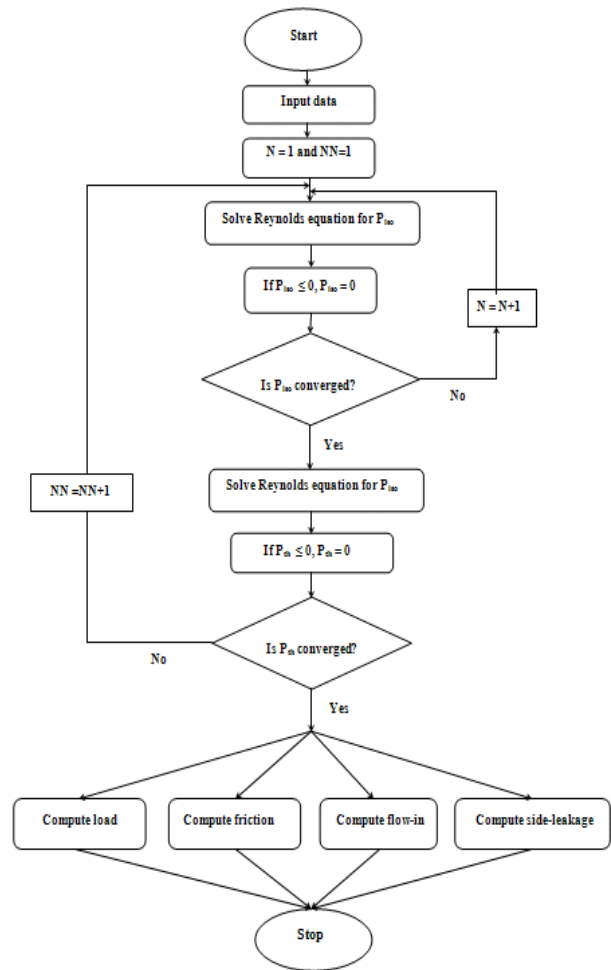 Start
Input data
N = 1 and NN=1
Solve Reynolds equation for Piso
If Piso ≤ 0, Piso = 0
N = N+1
Is Piso converged?
No
Yes
NN =NN+1
Solve Reynolds equation for Piso
If Pth ≤ 0, Pth = 0
Is Pth converged?
No
Yes
Compute load
Compute friction
Compute flow-in
Compute side-leakage
Stop